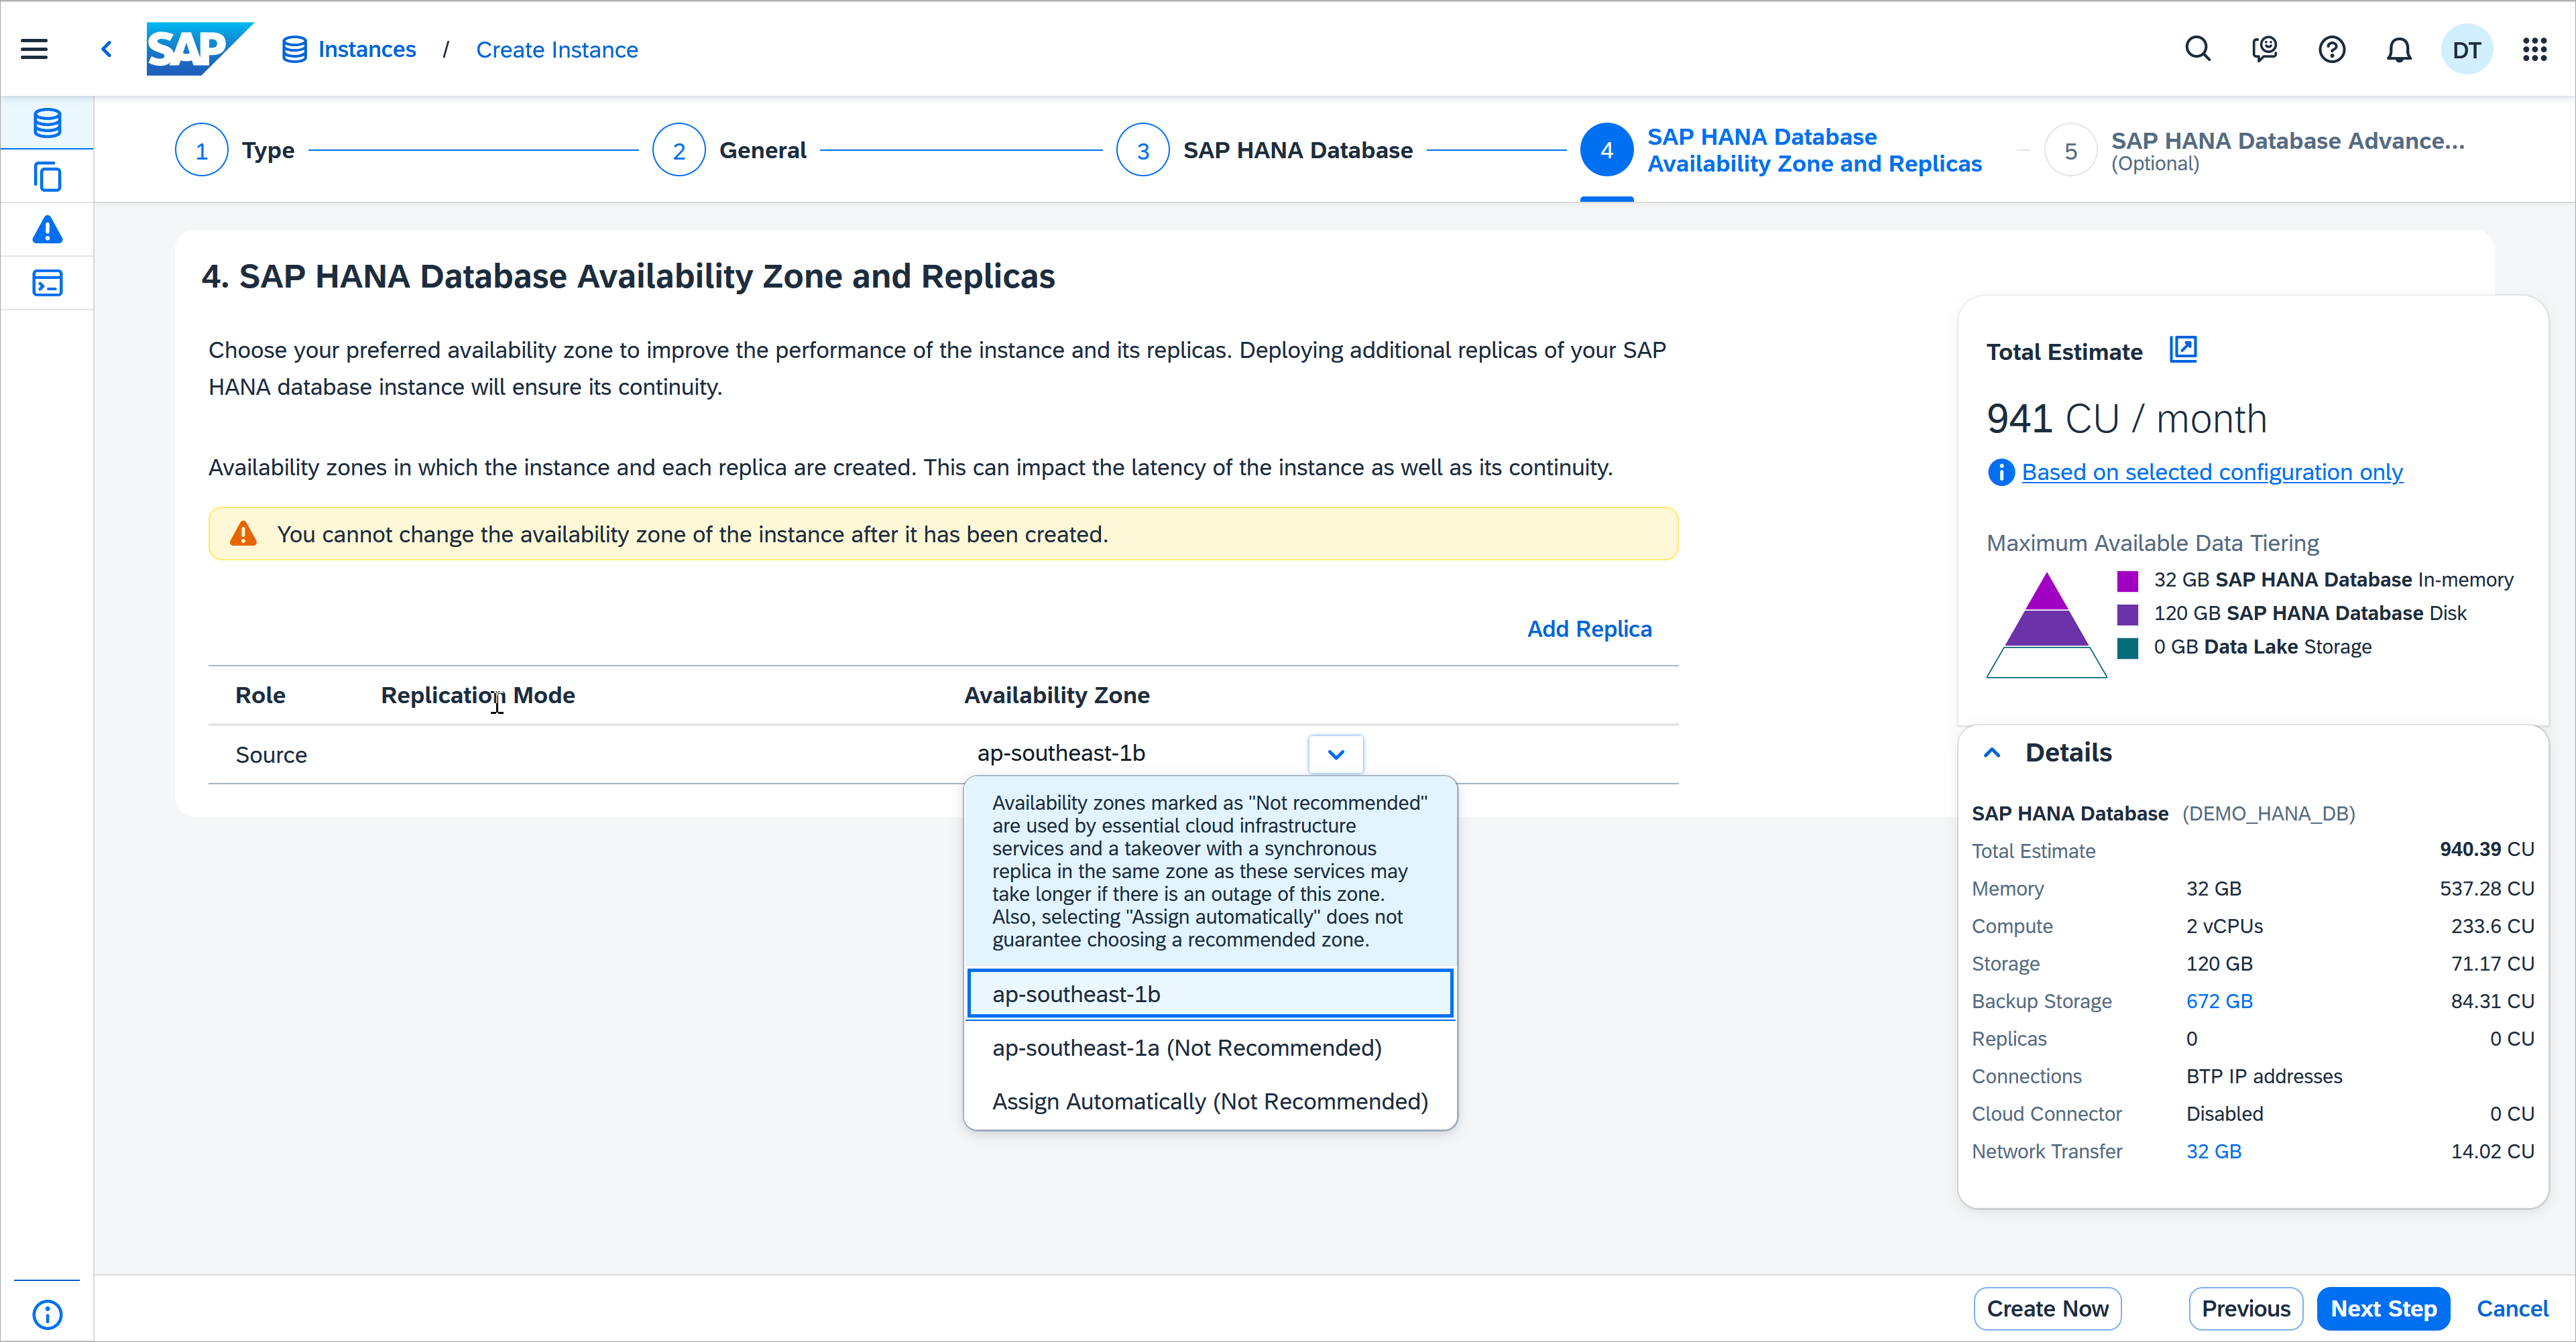 SAP
Instances / Create Instance
DT
1 Type
2 General
3 SAP HANA Database
4 SAP HANA Database
Availability Zone and Replicas
5 SAP HANA Database Advance...
(Optional)
4. SAP HANA Database Availability Zone and Replicas
Choose your preferred availability zone to improve the performance of the instance and its replicas. Deploying additional replicas of your SAP
HANA database instance will ensure its continuity.
Availability zones in which the instance and each replica are created. This can impact the latency of the instance as well as its continuity.
You cannot change the availability zone of the instance after it has been created.
Add Replica
Role Replication Mode Availability Zone
Source ap-southeast-1b
Availability zones marked as "Not recommended"
are used by essential cloud infrastructure
services and a takeover with a synchronous
replica in the same zone as these services may
take longer if there is an outage of this zone.
Also, selecting "Assign automatically" does not
guarantee choosing a recommended zone.
ap-southeast-1b
ap-southeast-1a (Not Recommended)
Assign Automatically (Not Recommended)
Total Estimate
941 CU / month
Based on selected configuration only
Maximum Available Data Tiering
32 GB SAP HANA Database In-memory
120 GB SAP HANA Database Disk
0 GB Data Lake Storage
Details
SAP HANA Database (DEMO_HANA_DB)
Total Estimate 940.39 CU
Memory 32 GB 537.28 CU
Compute 2 vCPUs 233.6 CU
Storage 120 GB 71.17 CU
Backup Storage 672 GB 84.31 CU
Replicas 0 0 CU
Connections BTP IP addresses
Cloud Connector Disabled 0 CU
Network Transfer 32 GB 14.02 CU
Create Now Previous Next Step Cancel